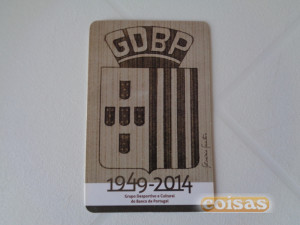 GDBP
1949-2014
Grupo Desportivo e Cultural
do Banco de Portugal
coisas